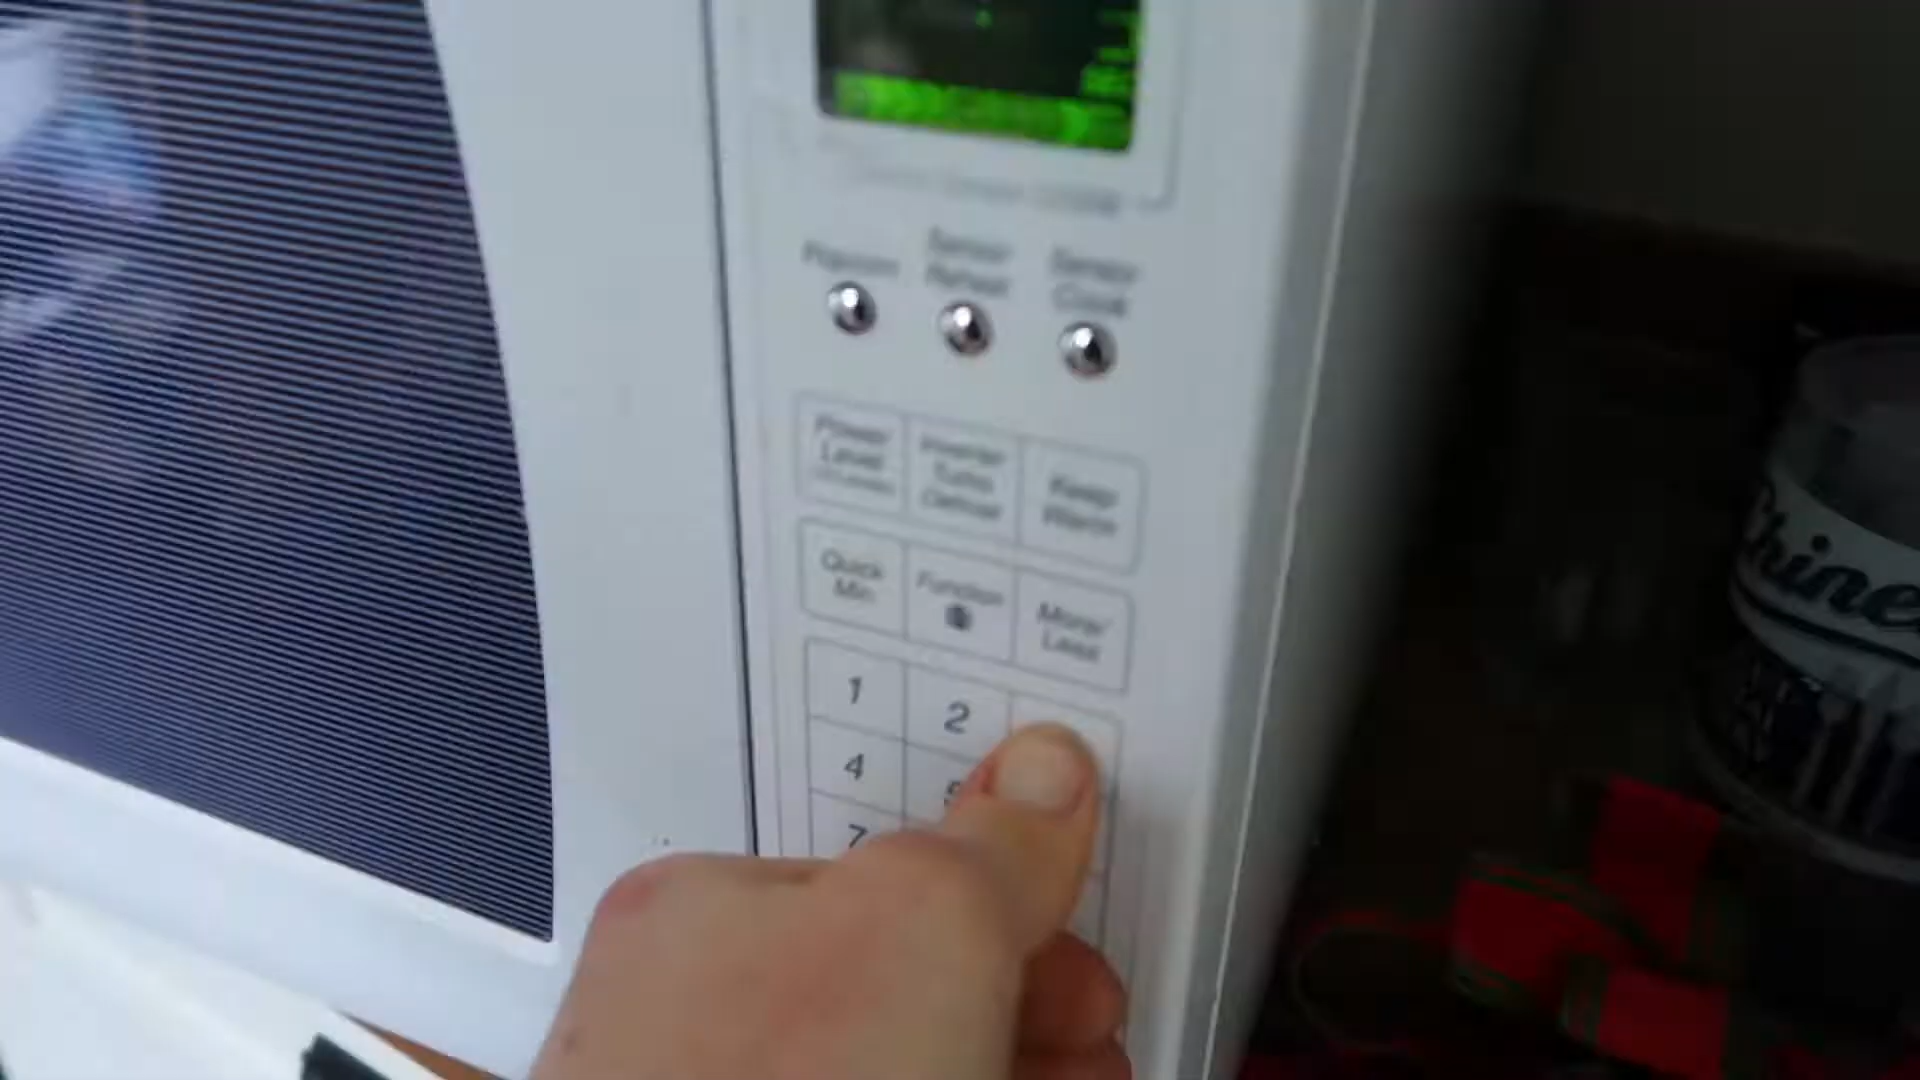 Popcorn
Sensor
Reheat
Sensor
Cook
Power
Level
Inverter
Turbo
Defrost
Keep
Warm
Quick
Min
Function
More/
Less
1
2
4
5
7